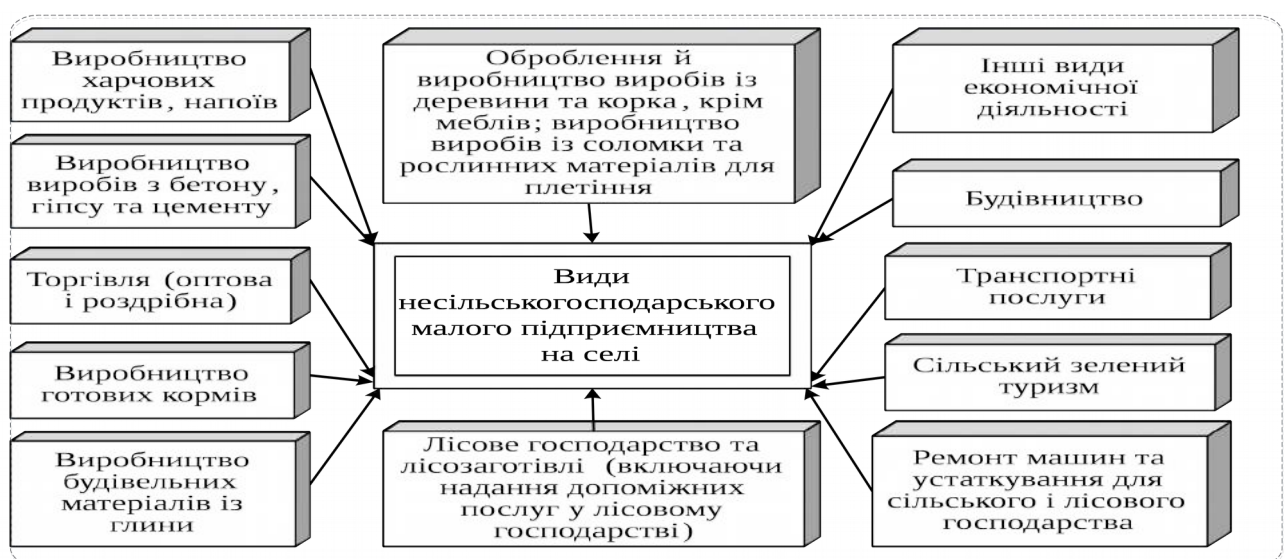 Виробництво
харчових
продуктів, напоїв
Виробництво
виробів з бетону,
гіпсу та цементу
Торгівля (оптова
і роздрібна)
Виробництво
готових кормів
Виробництво
будівельних
матеріалів із
глини
Оброблення й
виробництво виробів із
деревини та корка, крім
меблів; виробництво
виробів із соломки та
рослинних матеріалів для
плетіння
Види
несільськогосподарського
малого підприємництва
на селі
Лісове господарство та
лісозаготівлі (включаючи
надання допоміжних
послуг у лісовому
господарстві)
Інші види
економічної
діяльності
Будівництво
Транспортні
послуги
Сільський зелений
туризм
Ремонт машин та
устаткування для
сільського і лісового
господарства